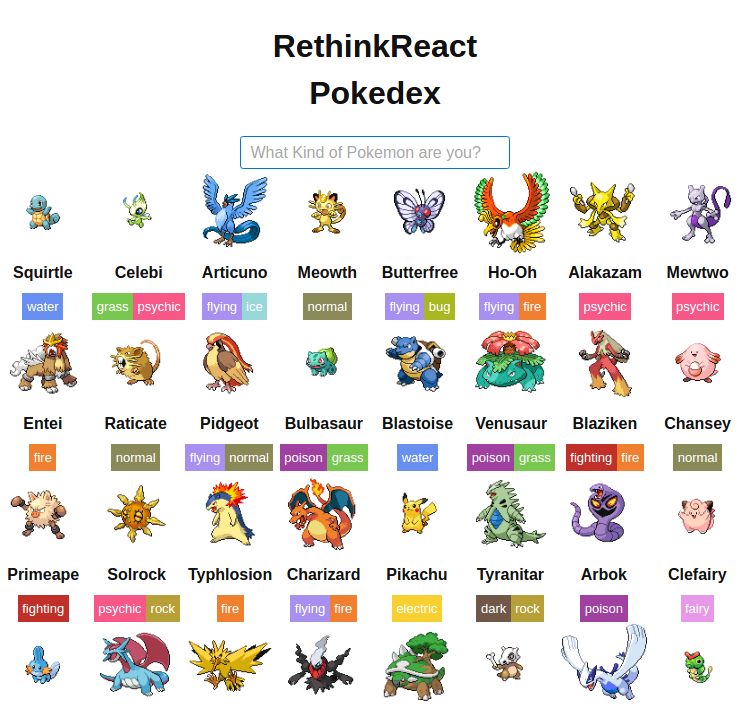 RethinkReact
Pokedex
What Kind of Pokemon are you?
Squirtle Celebi Articuno Meowth Butterfree Ho-Oh Alakazam Mewtwo
water grass psychic flying ice normal flying bug flying fire psychic psychic
Entei Raticate Pidgeot Bulbasaur Blastoise Venusaur Blaziken Chansey
fire normal flying normal poison grass water poison grass fighting fire normal
Primeape Solrock Typhlosion Charizard Pikachu Tyranitar Arbok Clefairy
fighting psychic rock fire flying fire electric dark rock poison fairy